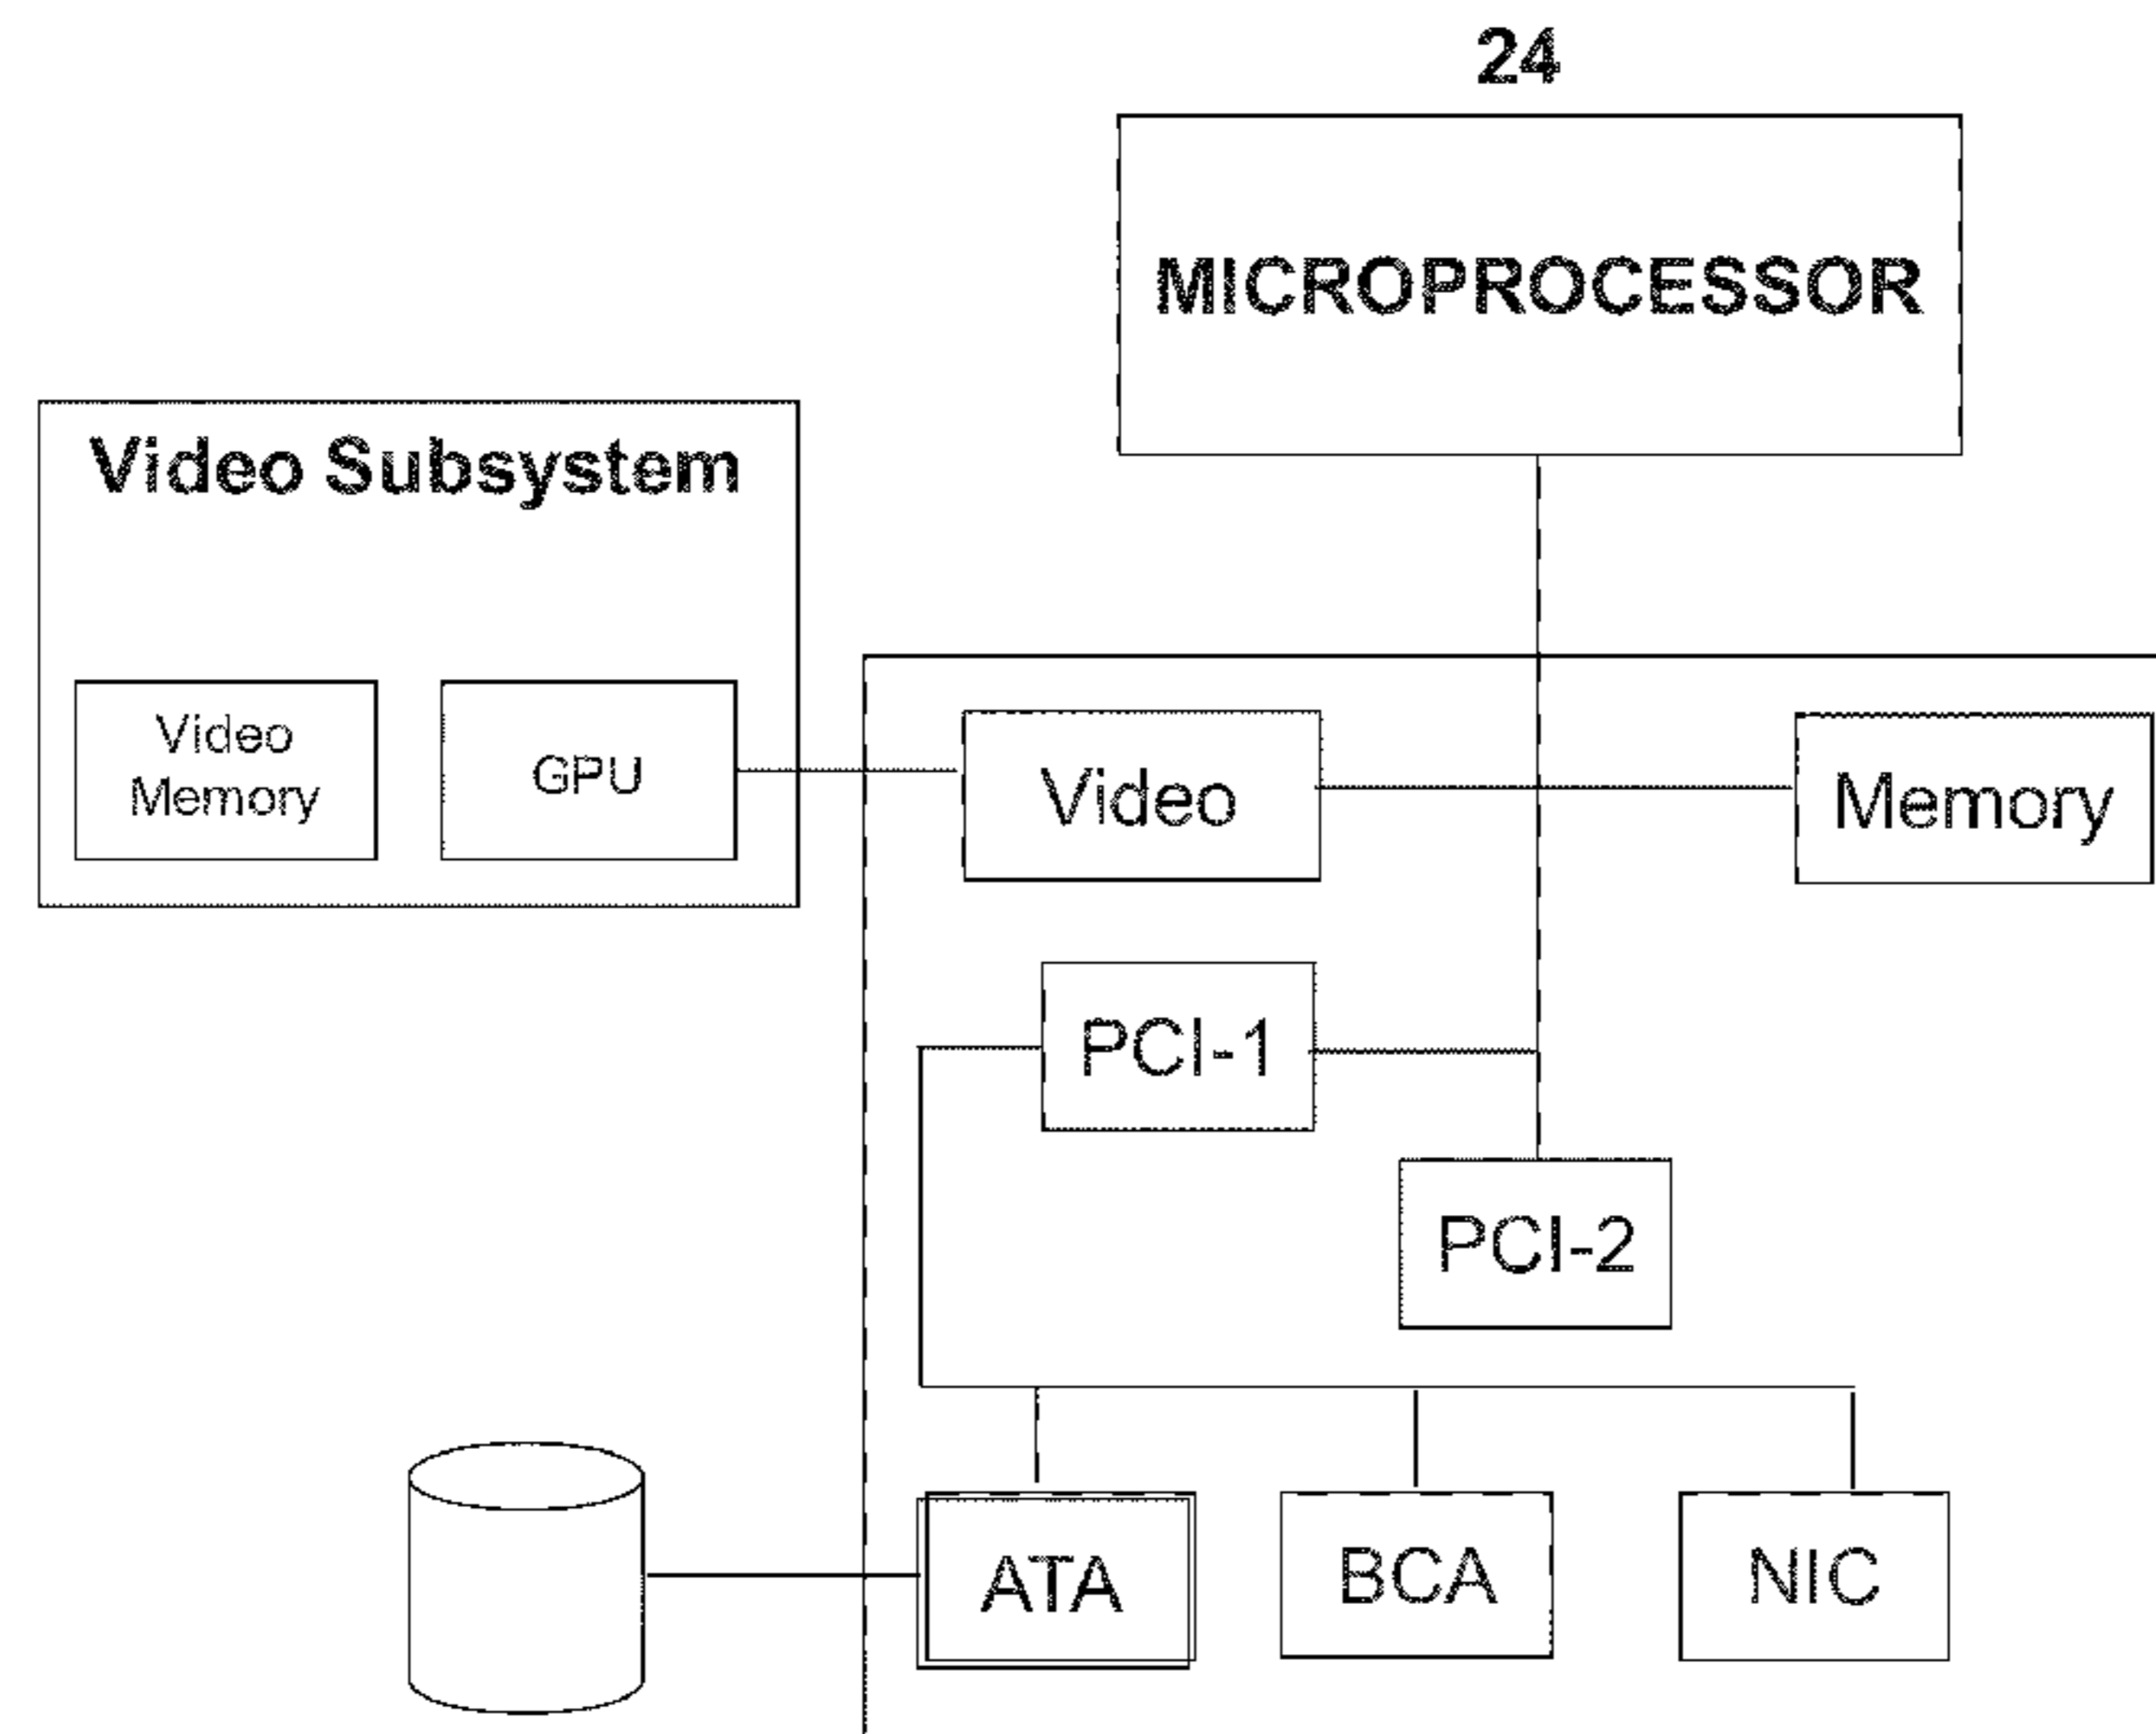 24
MICROPROCESSOR
Video Subsystem
Video
Memory
GPU
Video
Memory
PCI-1
PCI-2
ATA
BCA
NIC